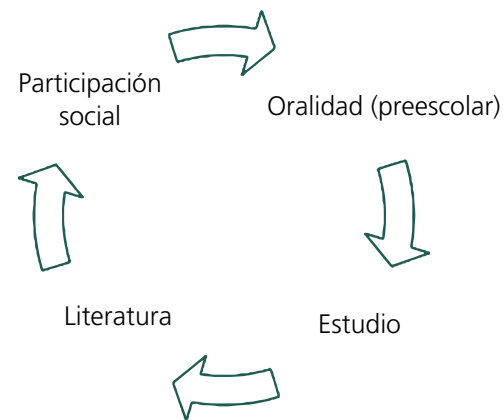 Participación
social
Oralidad (preescolar)
Literatura
Estudio